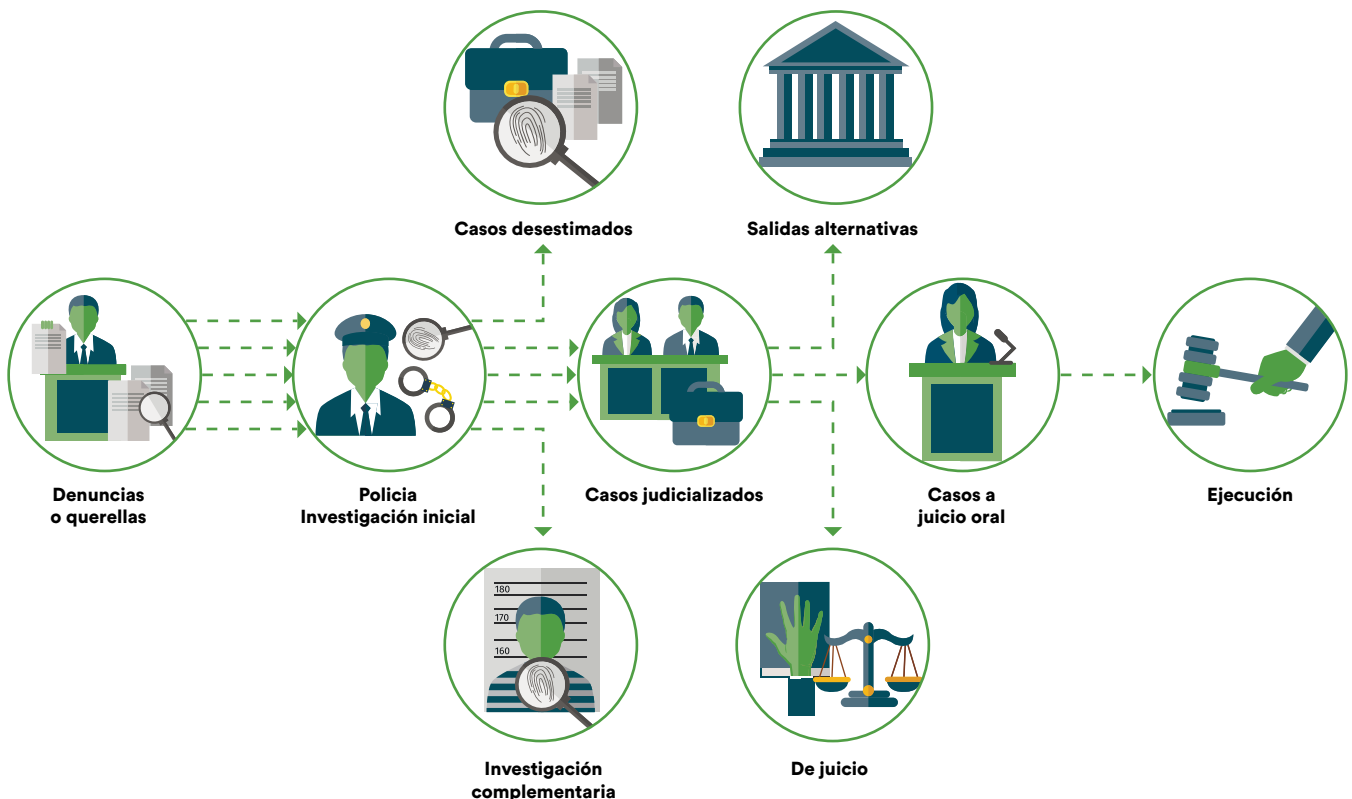 Casos desestimados
Salidas alternativas
Denuncias
o querellas
Policia
Investigación inicial
Casos judicializados
Casos a
juicio oral
Ejecución
180
170
160
Investigación
complementaria
De juicio